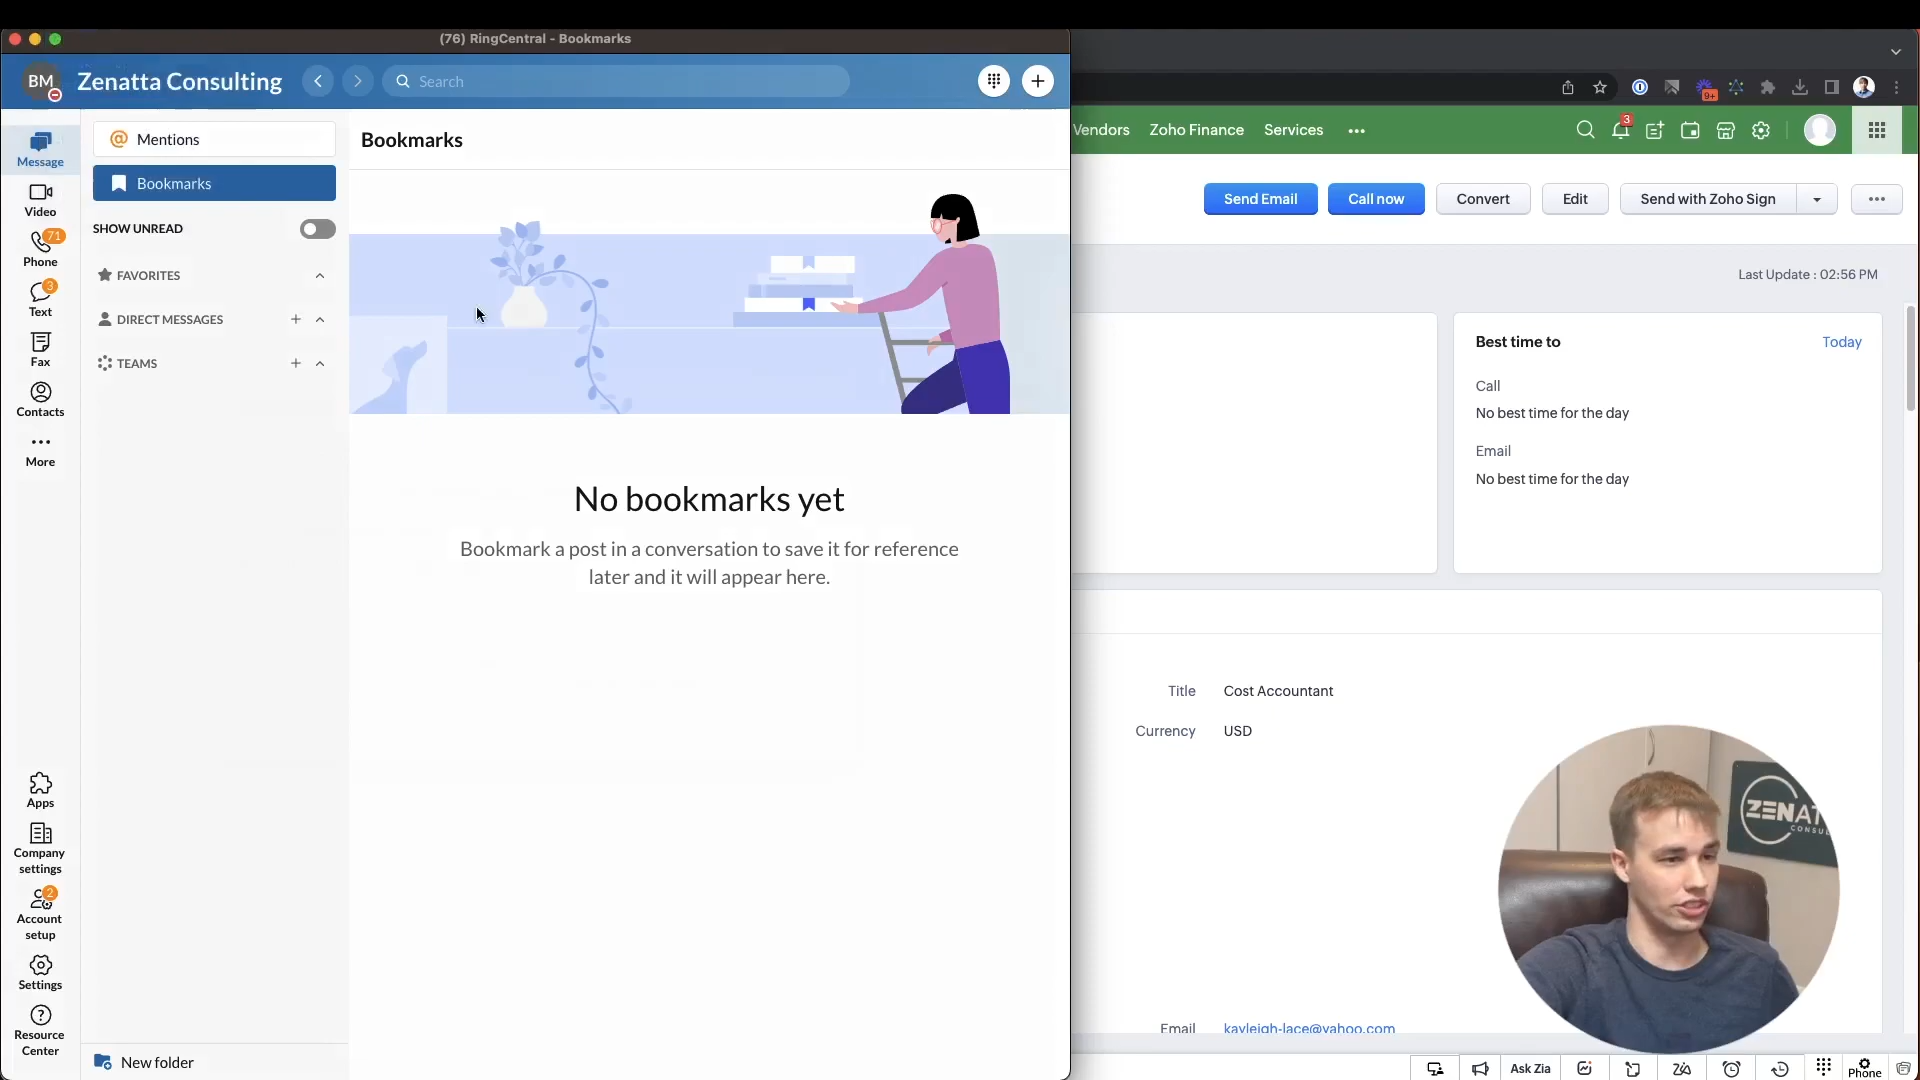 (76) RingCentral - Bookmarks
BM
Zenatta Consulting
Search
9+
Message
Video
71
Phone
3
Text
Fax
Contacts
More
Apps
Company
settings
2
Account
setup
Settings
Resource
Center
@ Mentions
Bookmarks
SHOW UNREAD
FAVORITES
DIRECT MESSAGES
TEAMS
New folder
Bookmarks
No bookmarks yet
Bookmark a post in a conversation to save it for reference
later and it will appear here.
Vendors
Zoho Finance
Services
3
Send Email
Call now
Convert
Edit
Send with Zoho Sign
Last Update : 02:56 PM
Best time to
Today
Call
No best time for the day
Email
No best time for the day
Title
Cost Accountant
Currency
USD
Email
kayleigh-lace@yahoo.com
Ask Zia
Phone